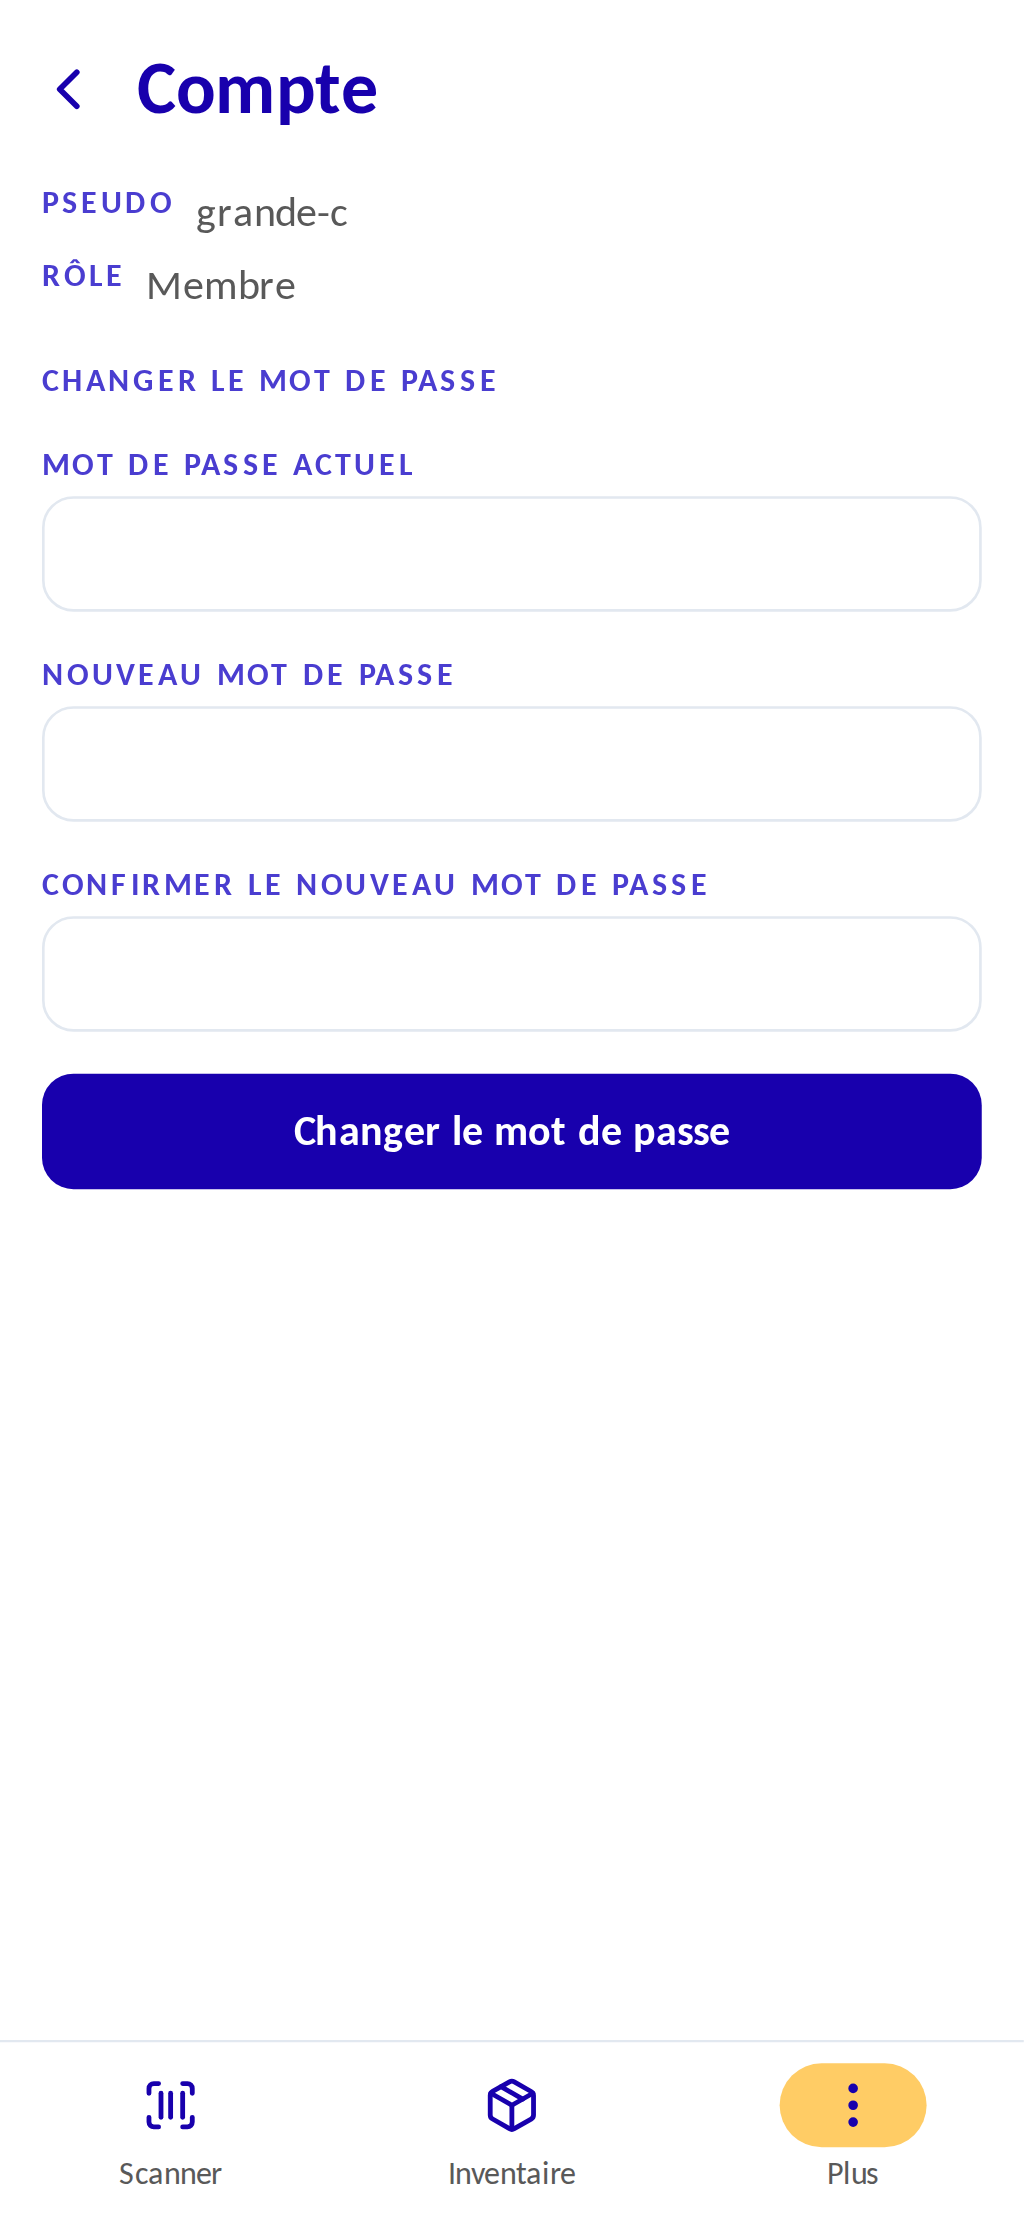 Compte
PSEUDO grande-c
RÔLE Membre
CHANGER LE MOT DE PASSE
MOT DE PASSE ACTUEL
NOUVEAU MOT DE PASSE
CONFIRMER LE NOUVEAU MOT DE PASSE
Changer le mot de passe
Scanner Inventaire Plus